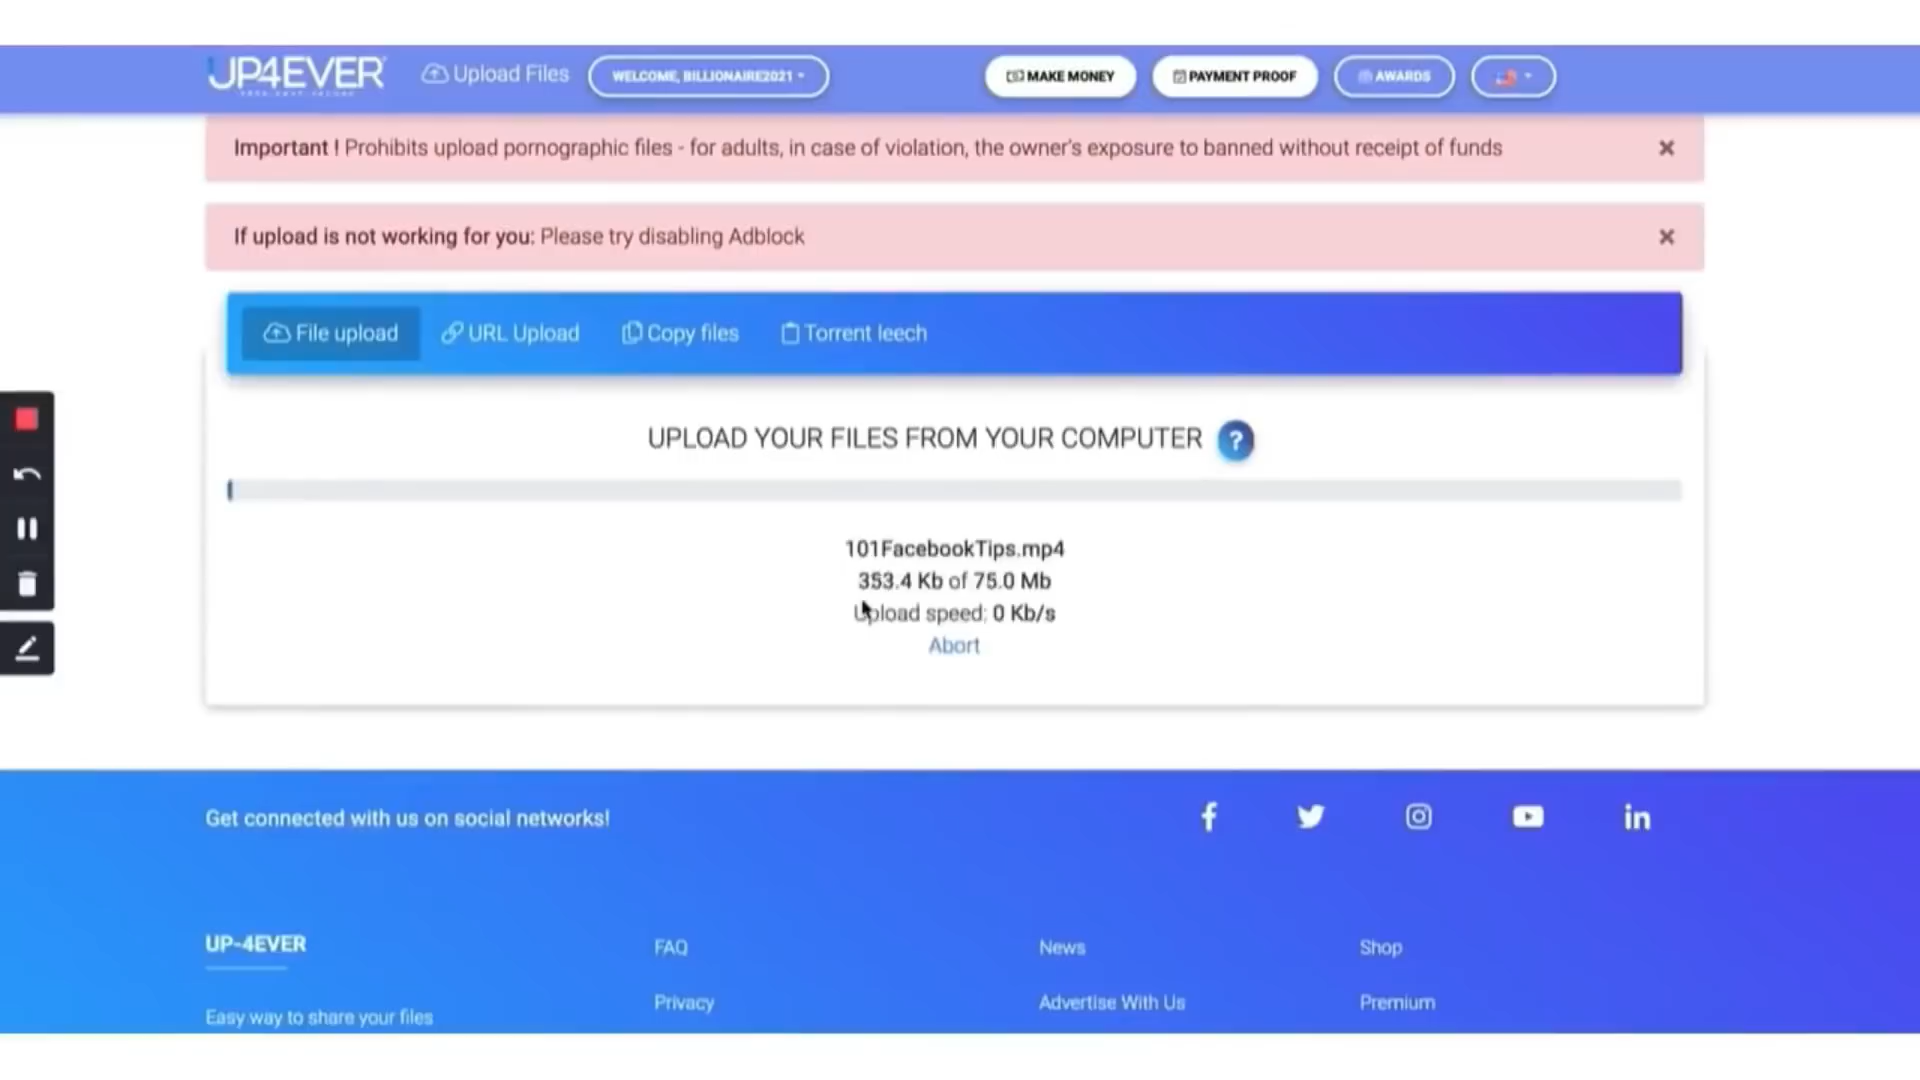 UP4EVER
Upload Files
WELCOME, BILLIONAIRE2021
MAKE MONEY
PAYMENT PROOF
AWARDS
Important ! Prohibits upload pornographic files - for adults, in case of violation, the owner's exposure to banned without receipt of funds
If upload is not working for you: Please try disabling Adblock
File upload
URL Upload
Copy files
Torrent leech
UPLOAD YOUR FILES FROM YOUR COMPUTER ?
101FacebookTips.mp4
353.4 Kb of 75.0 Mb
Upload speed: 0 Kb/s
Abort
Get connected with us on social networks!
UP-4EVER
FAQ
News
Shop
Privacy
Advertise With Us
Premium
Easy way to share your files